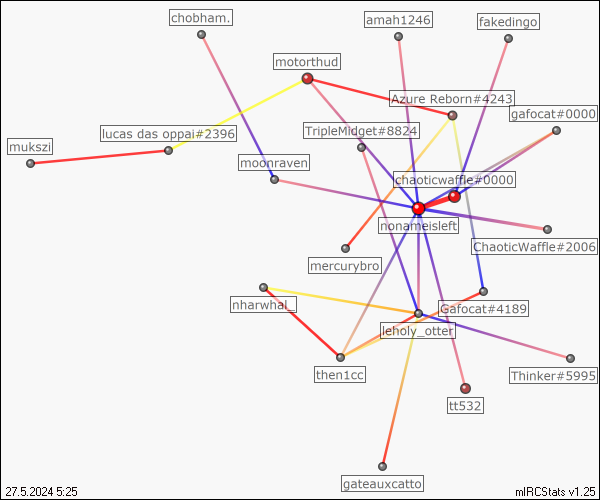 chobham.
amah1246
fakedingo
motorthud
Azure Reborn#4243
gafocat#0000
lucas das oppai#2396
TripleMidget#8824
mukszi
moonraven
chaoticwaffle#0000
nonameisleft
ChaoticWaffle#2006
mercurybro
nharwhal_
Gafocat#4189
leholy_otter
then1cc
Thinker#5995
tt532
gateauxcatto
27.5.2024 5:25
mIRCStats v1.25